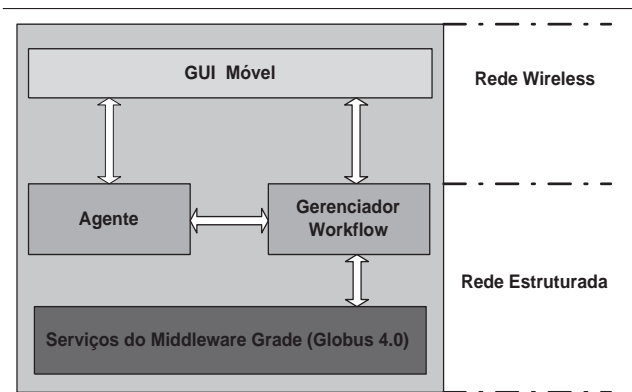 GUI Móvel
Rede Wireless
Agente
Gerenciador
Workflow
Rede Estruturada
Serviços do Middleware Grade (Globus 4.0)